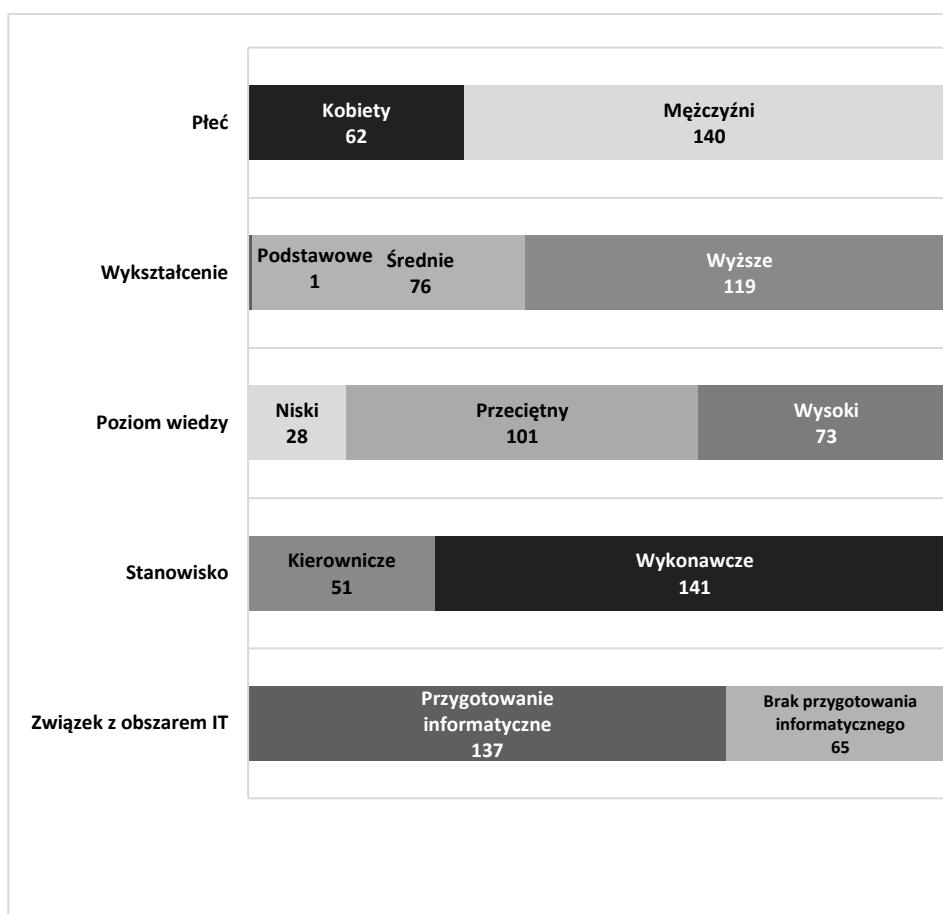 Płeć
Kobiety
62
Mężczyźni
140
Wykształcenie
Podstawowe
1
Średnie
76
Wyższe
119
Poziom wiedzy
Niski
28
Przeciętny
101
Wysoki
73
Stanowisko
Kierownicze
51
Wykonawcze
141
Związek z obszarem IT
Przygotowanie
informatyczne
137
Brak przygotowania
informatycznego
65